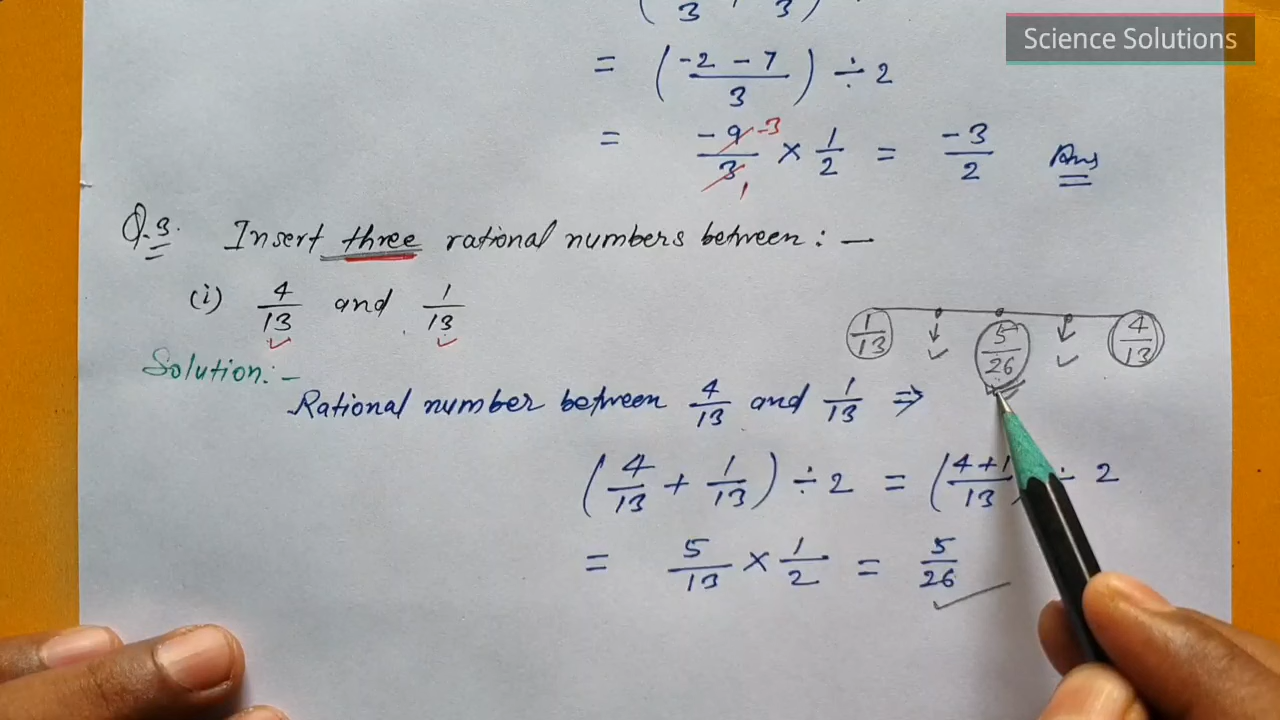 Science Solutions
3 3
= (-2 - 7 / 3) ÷ 2
= -9/3 -3/1 × 1/2 = -3/2 Ans
Q.3. Insert three rational numbers between : —
(i) 4/13 and 1/13
1/13 5/26 4/13
Solution:-
Rational number between 4/13 and 1/13 ⇒
(4/13 + 1/13) ÷ 2 = (4+1/13 ÷ 2
= 5/13 × 1/2 = 5/26